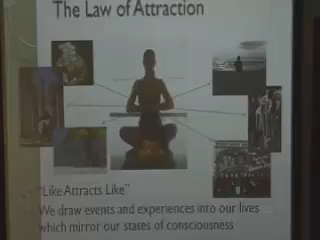 The Law of Attraction
"Like Attracts Like"
We draw events and experiences into our lives
which mirror our states of consciousness